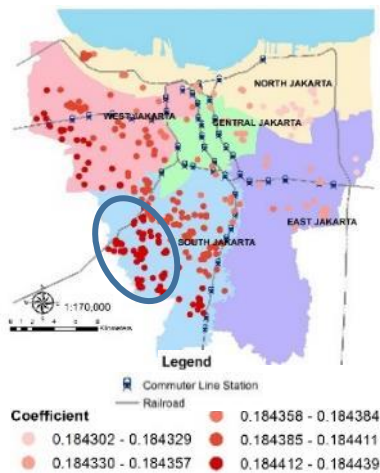 NORTH JAKARTA
WEST JAKARTA
CENTRAL JAKARTA
EAST JAKARTA
SOUTH JAKARTA
1:170,000
Kilometers
Legend
Commuter Line Station
Railroad
Coefficient
0.184302 - 0.184329
0.184330 - 0.184357
0.184358 - 0.184384
0.184385 - 0.184411
0.184412 - 0.184439